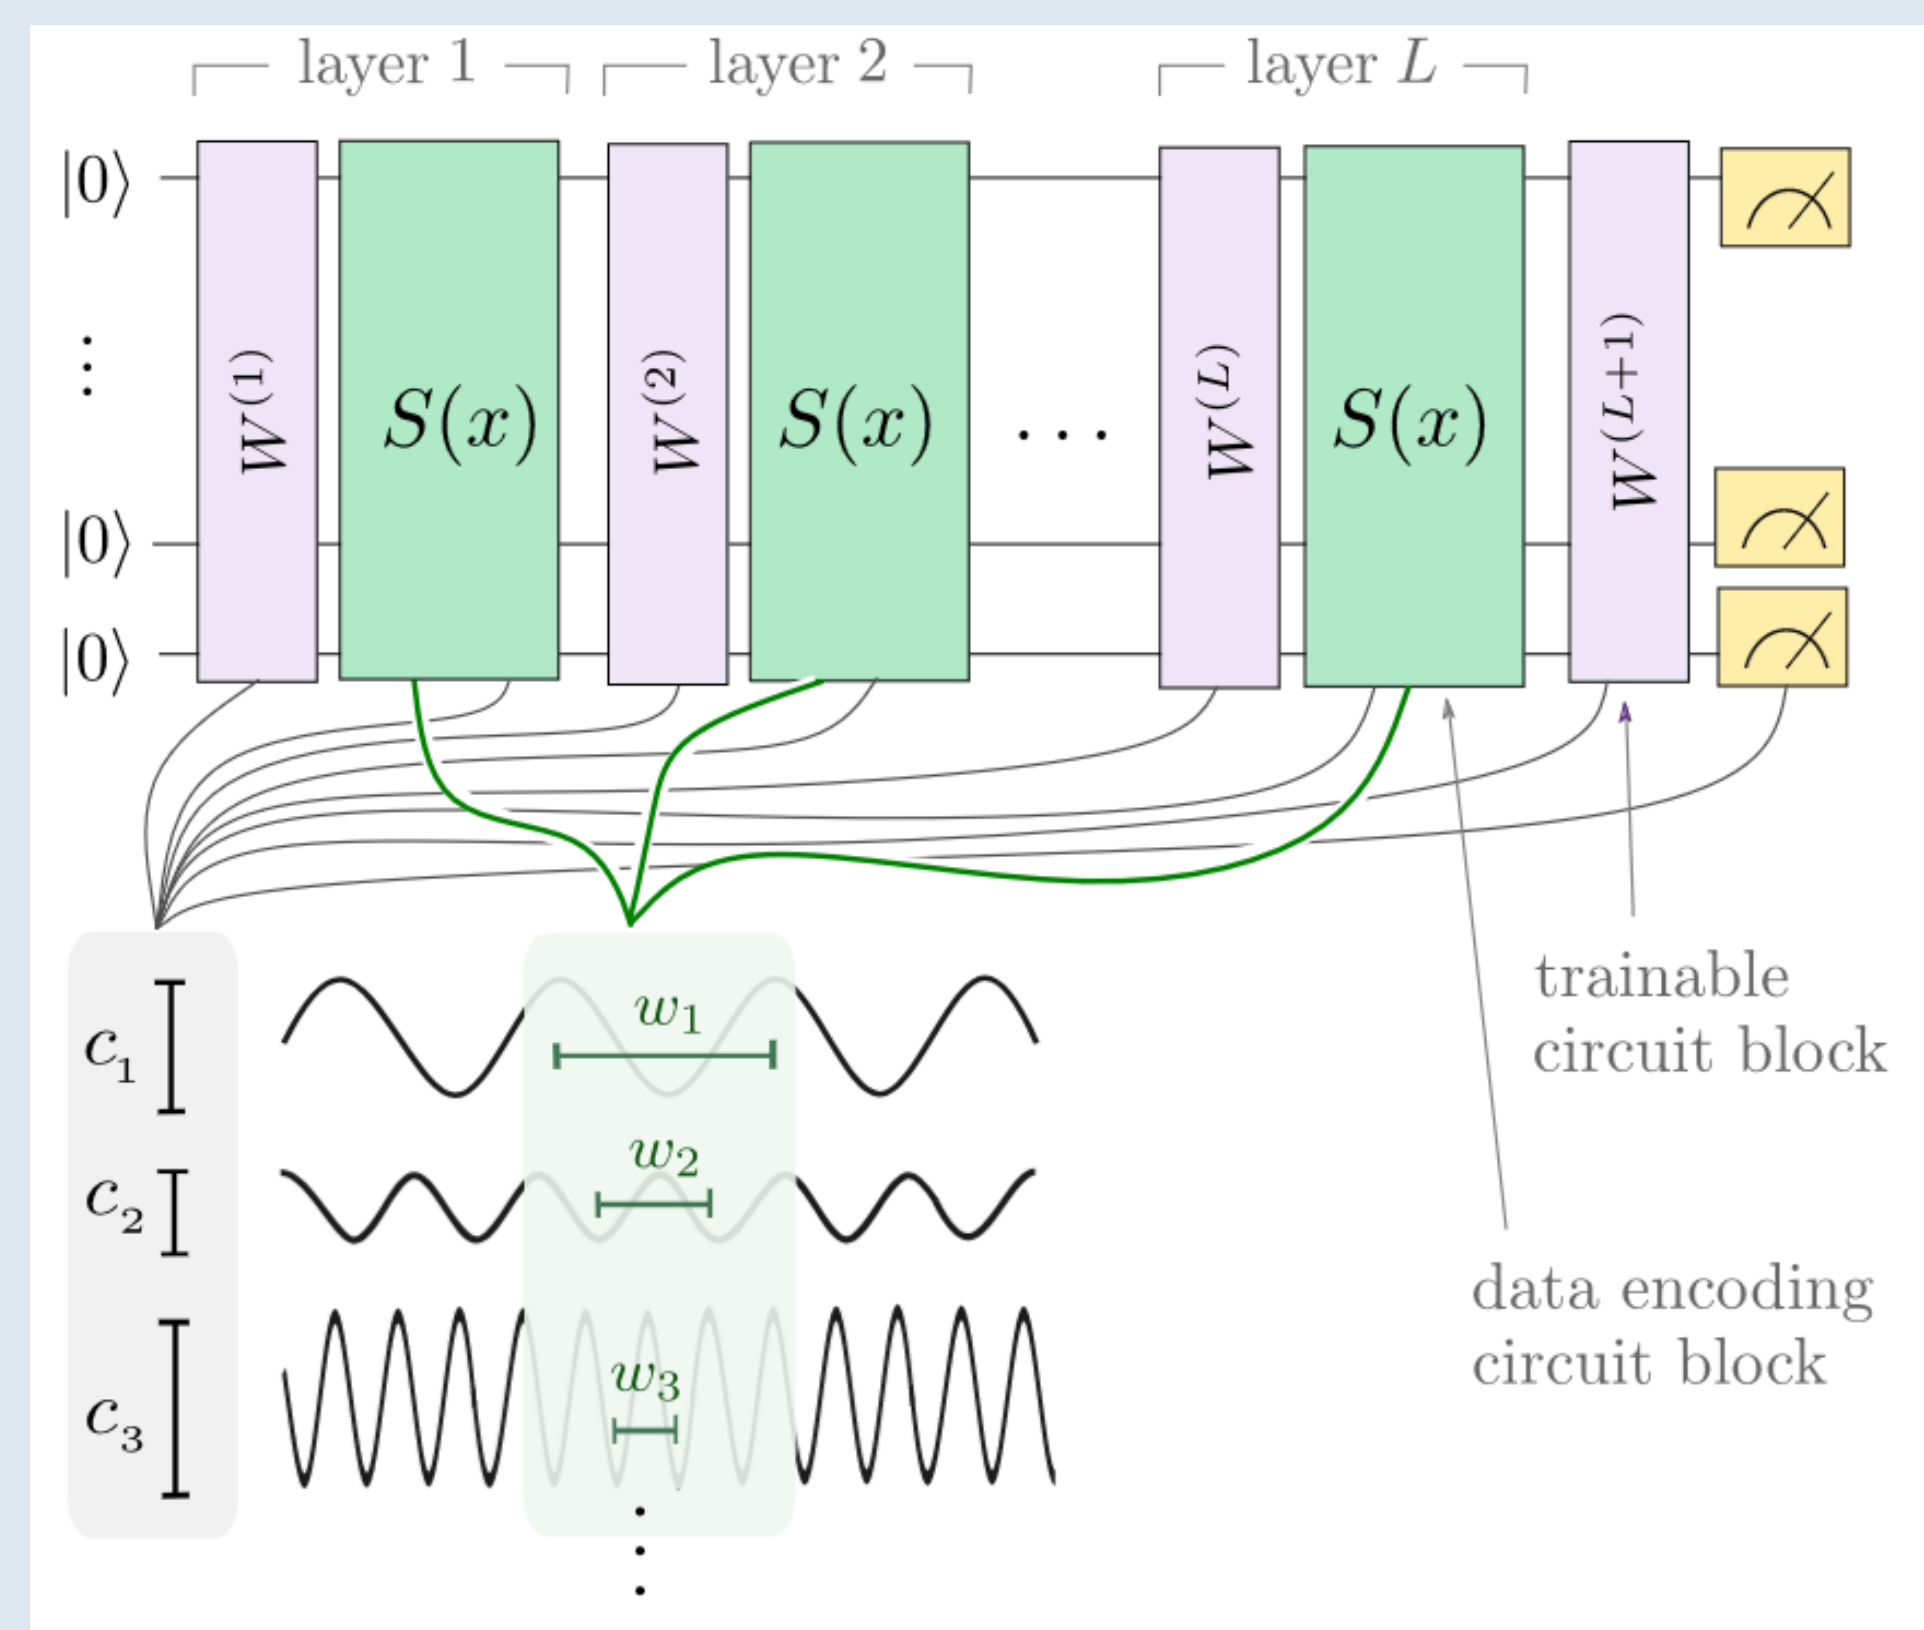 layer 1 layer 2 layer L
|0⟩
W^(1) S(x) W^(2) S(x) ... W^(L) S(x) W^(L+1)
|0⟩
|0⟩
c₁ w₁
c₂ w₂
c₃ w₃
trainable
circuit block
data encoding
circuit block